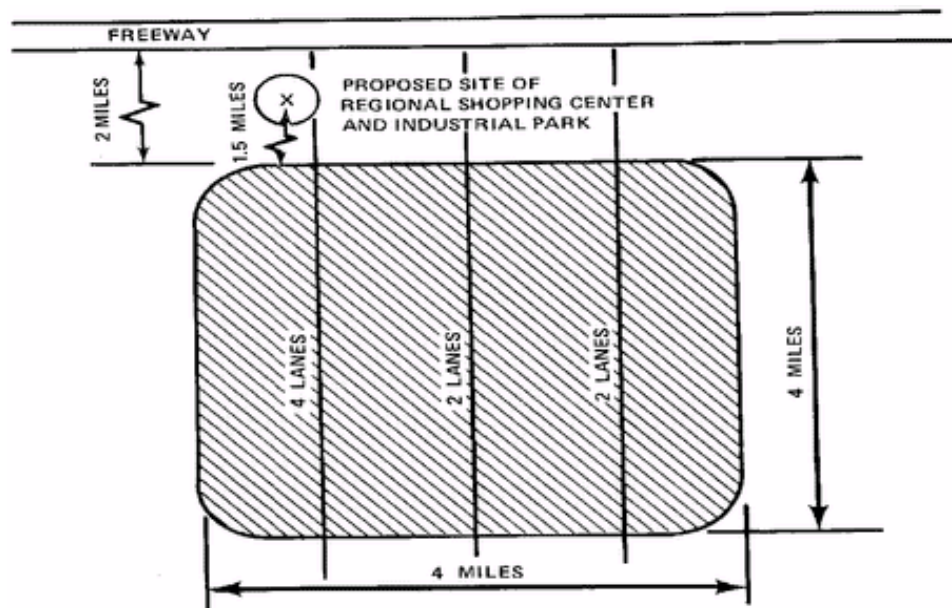 FREEWAY
2 MILES
1.5 MILES
X
PROPOSED SITE OF
REGIONAL SHOPPING CENTER
AND INDUSTRIAL PARK
4 LANES
2 LANES
2 LANES
4 MILES
4 MILES